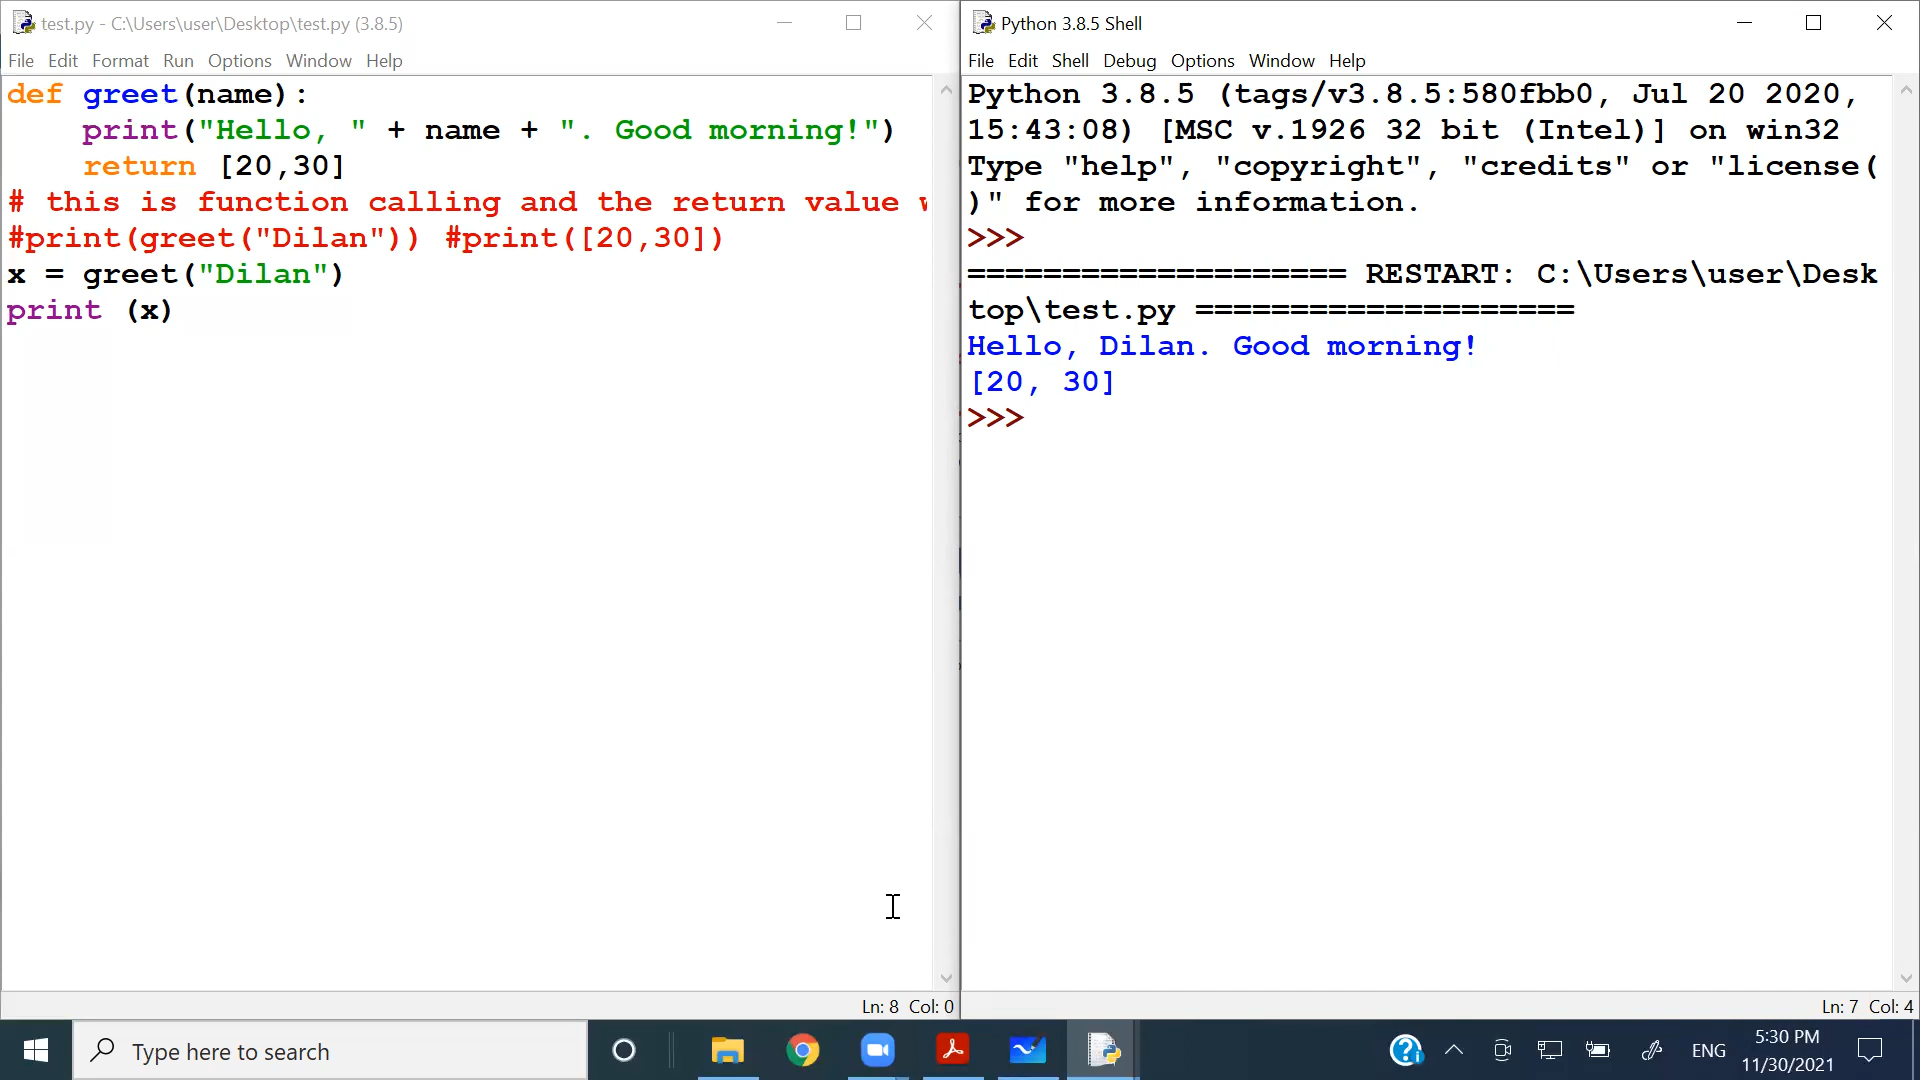 test.py - C:\Users\user\Desktop\test.py (3.8.5)
File Edit Format Run Options Window Help
def greet(name):
    print("Hello, " + name + ". Good morning!")
    return [20,30]
# this is function calling and the return value
#print(greet("Dilan")) #print([20,30])
x = greet("Dilan")
print (x)
Ln: 8 Col: 0
Python 3.8.5 Shell
File Edit Shell Debug Options Window Help
Python 3.8.5 (tags/v3.8.5:580fbb0, Jul 20 2020,
15:43:08) [MSC v.1926 32 bit (Intel)] on win32
Type "help", "copyright", "credits" or "license(
)" for more information.
>>>
==================== RESTART: C:\Users\user\Desk
top\test.py ====================
Hello, Dilan. Good morning!
[20, 30]
>>>
Ln: 7 Col: 4
Type here to search
ENG
5:30 PM
11/30/2021